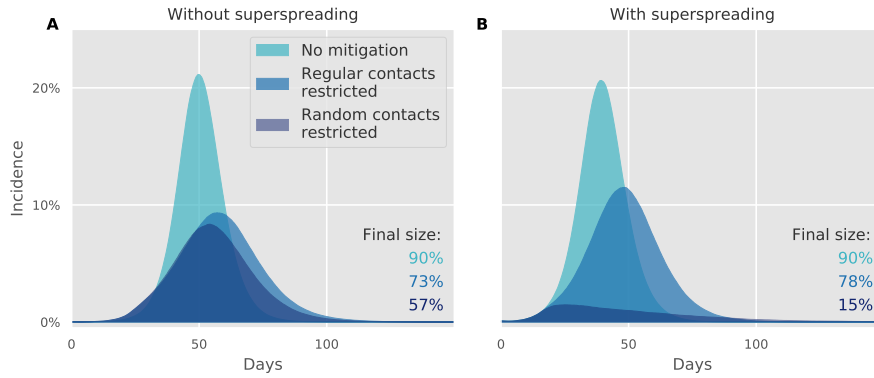 A
Without superspreading
No mitigation
Regular contacts
restricted
Random contacts
restricted
20%
10%
0%
Incidence
Final size:
90%
73%
57%
0
50
100
Days
B
With superspreading
Final size:
90%
78%
15%
0
50
100
Days